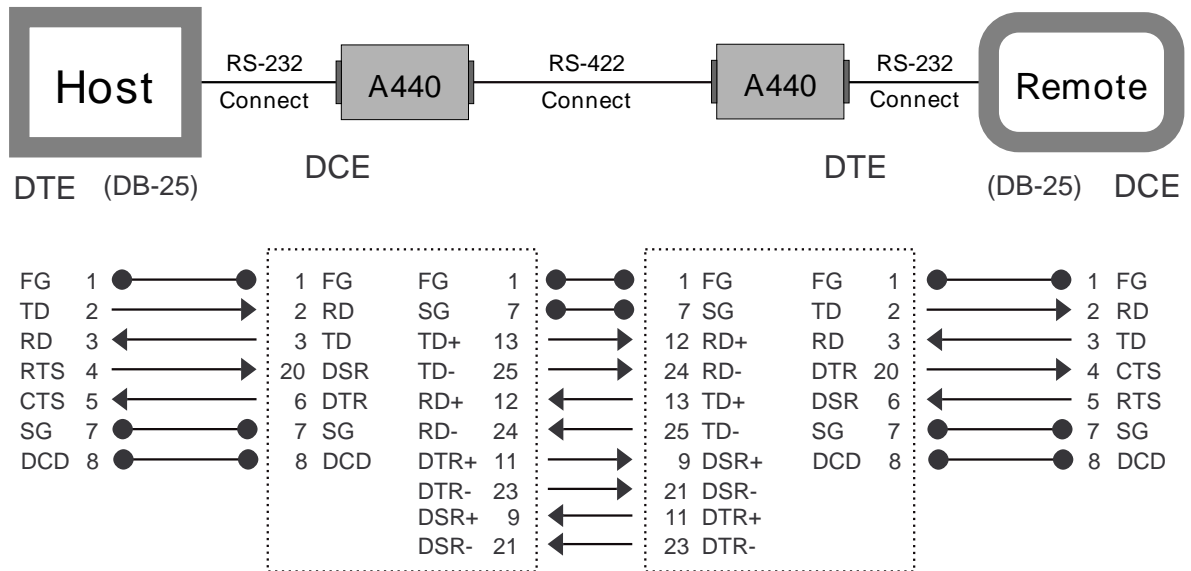 Host RS-232 Connect A440 RS-422 Connect A440 RS-232 Connect Remote
DTE (DB-25) DCE DTE (DB-25) DCE
FG 1 1 FG FG 1 1 FG FG 1 1 FG
TD 2 2 RD SG 7 7 SG TD 2 2 RD
RD 3 3 TD TD+ 13 12 RD+ RD 3 3 TD
RTS 4 20 DSR TD- 25 24 RD- DTR 20 4 CTS
CTS 5 6 DTR RD+ 12 13 TD+ DSR 6 5 RTS
SG 7 7 SG RD- 24 25 TD- SG 7 7 SG
DCD 8 8 DCD DTR+ 11 9 DSR+ DCD 8 8 DCD
DTR- 23 21 DSR-
DSR+ 9 11 DTR+
DSR- 21 23 DTR-